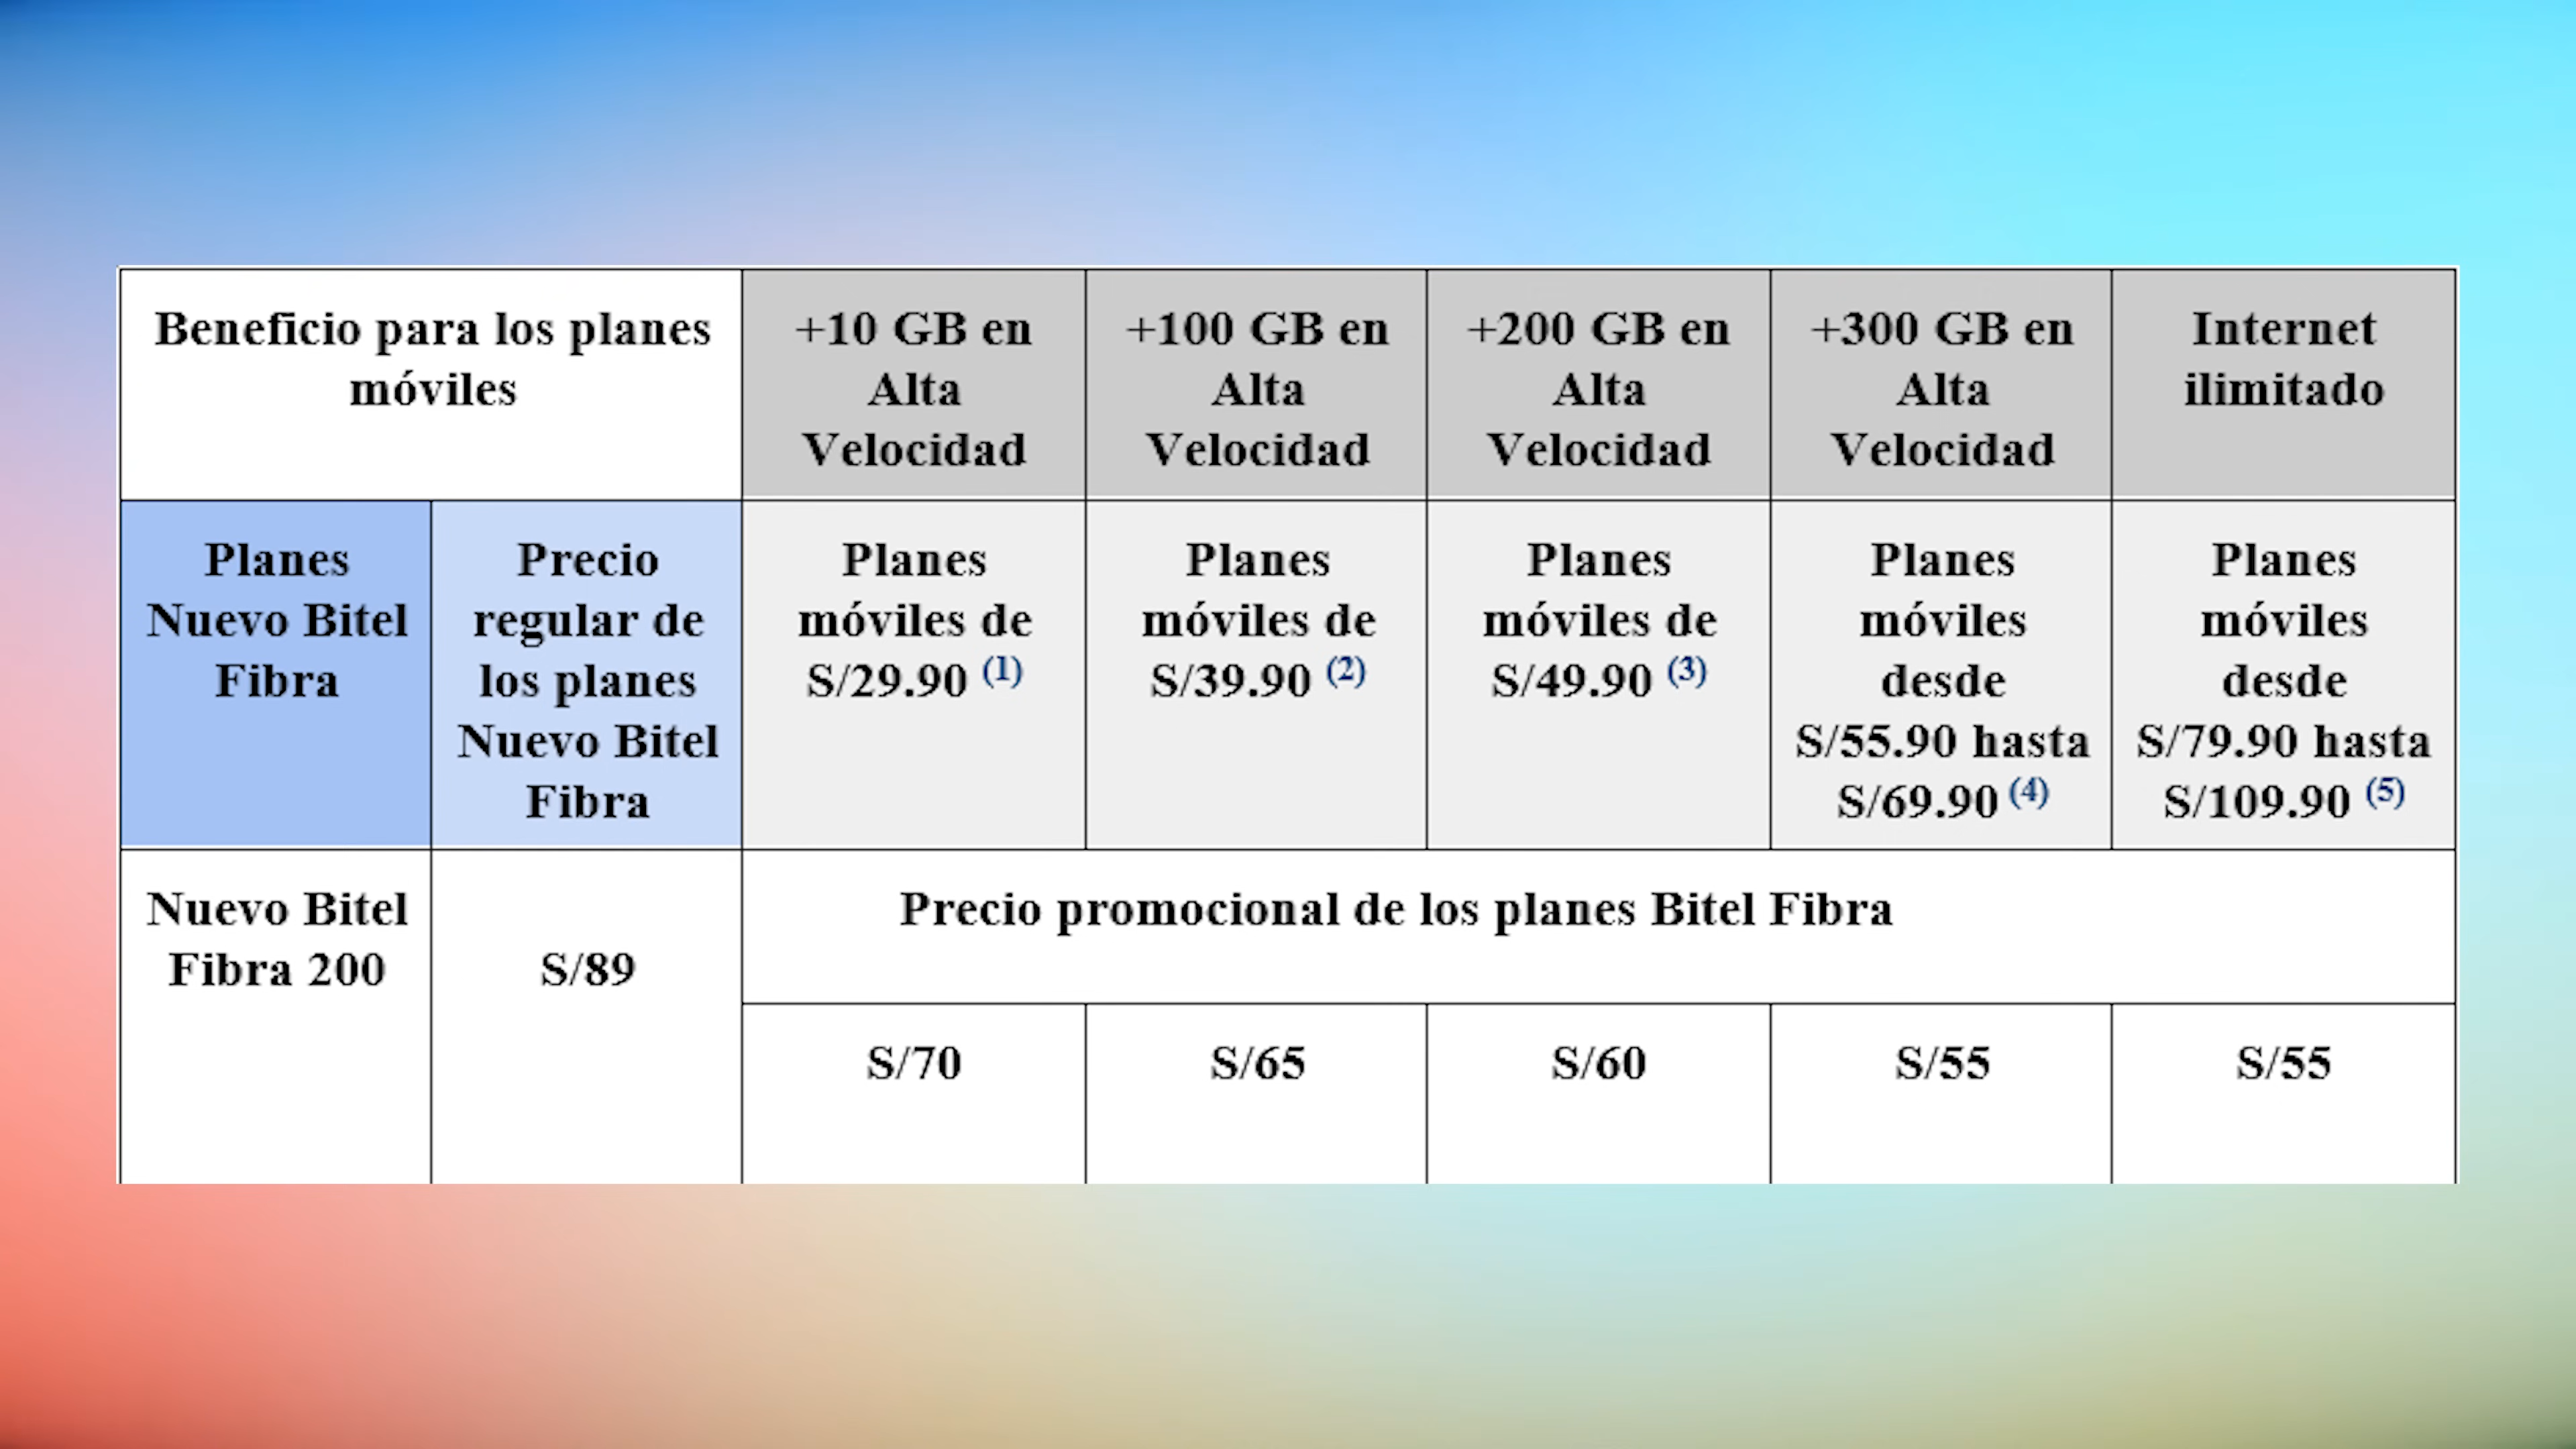 Beneficio para los planes
móviles
+10 GB en
Alta
Velocidad
+100 GB en
Alta
Velocidad
+200 GB en
Alta
Velocidad
+300 GB en
Alta
Velocidad
Internet
ilimitado
Planes
Nuevo Bitel
Fibra
Precio
regular de
los planes
Nuevo Bitel
Fibra
Planes
móviles de
S/29.90 (1)
Planes
móviles de
S/39.90 (2)
Planes
móviles de
S/49.90 (3)
Planes
móviles
desde
S/55.90 hasta
S/69.90 (4)
Planes
móviles
desde
S/79.90 hasta
S/109.90 (5)
Nuevo Bitel
Fibra 200
S/89
Precio promocional de los planes Bitel Fibra
S/70
S/65
S/60
S/55
S/55